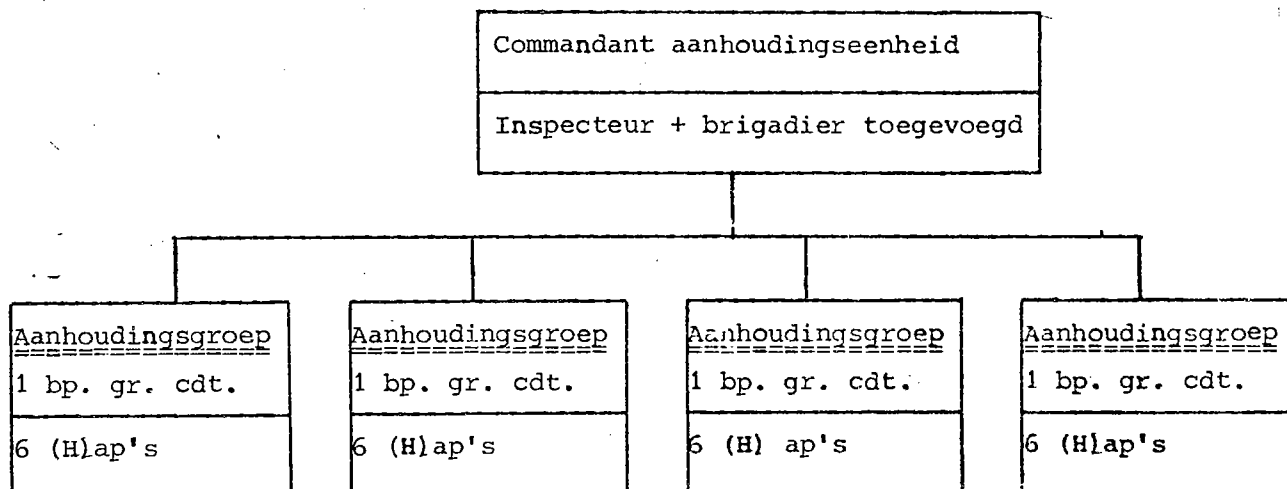 Commandant aanhoudingseenheid
Inspecteur + brigadier toegevoegd
Aanhoudingsgroep
1 bp. gr. cdt.
6 (H)ap's
Aanhoudingsgroep
1 bp. gr. cdt.
6 (H)ap's
Aanhoudingsgroep
1 bp. gr. cdt.
6 (H) ap's
Aanhoudingsgroep
1 bp. gr. cdt.
6 (H)ap's